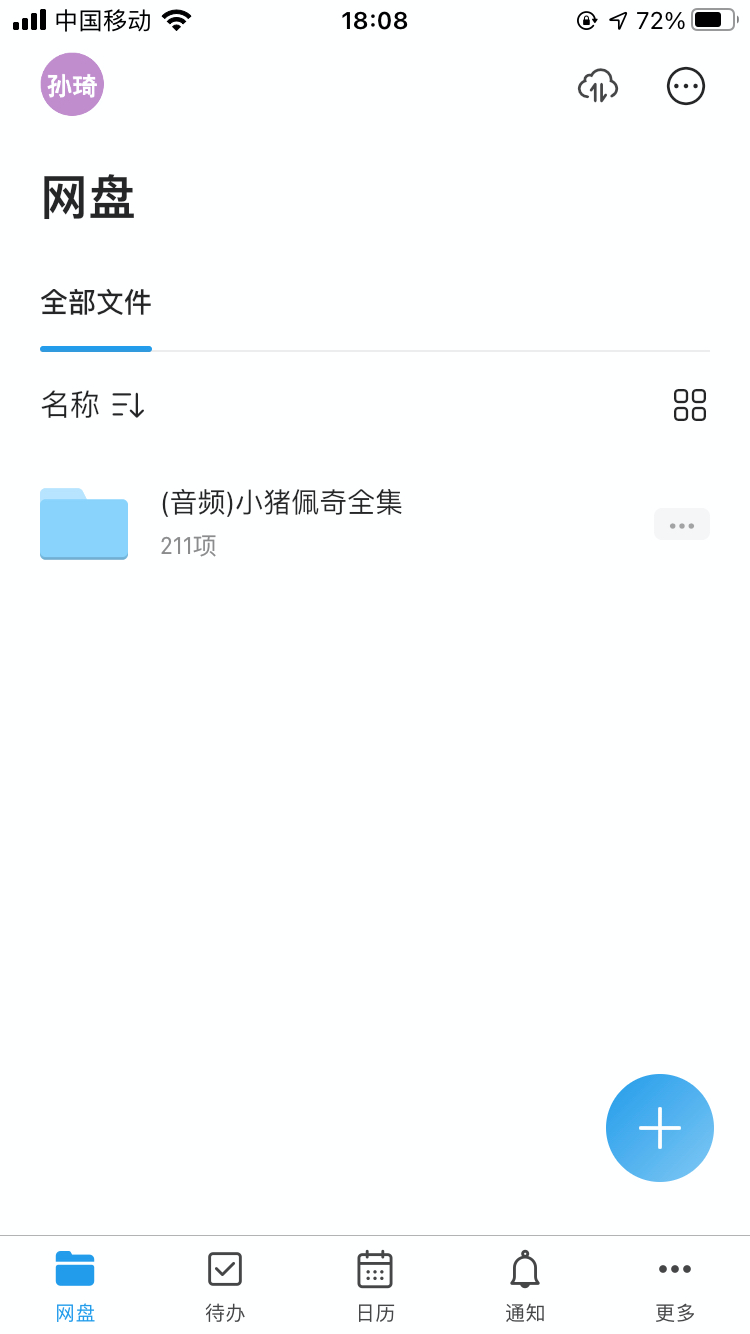 中国移动 18:08 72%
孙琦
网盘
全部文件
名称
(音频)小猪佩奇全集
211项
网盘 待办 日历 通知 更多